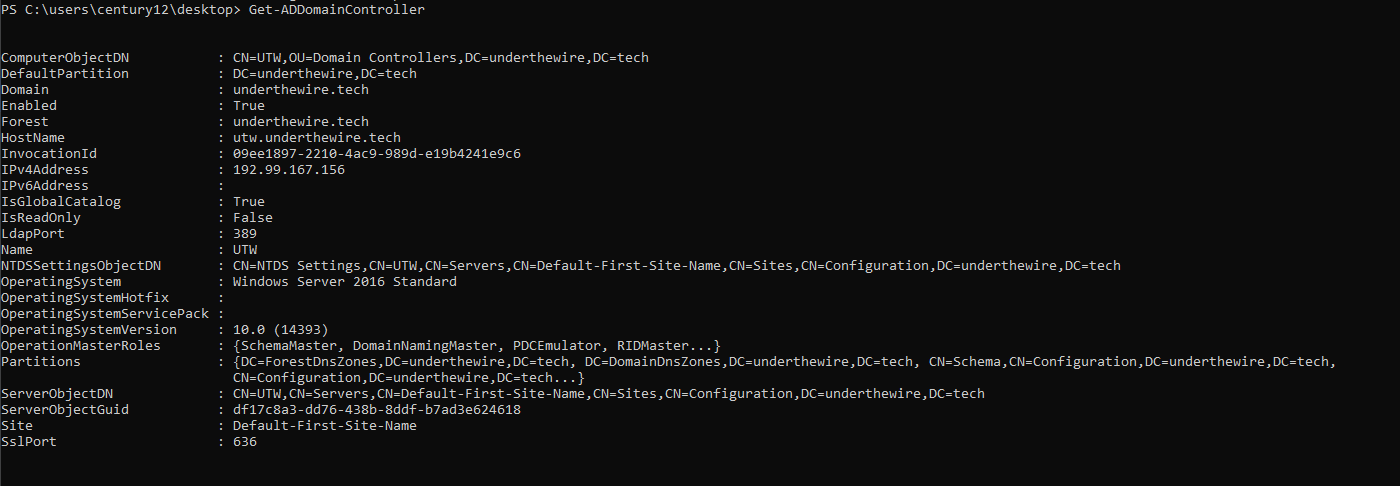 PS C:\users\century12\desktop> Get-ADDomainController
ComputerObjectDN           : CN=UTW,OU=Domain Controllers,DC=underthewire,DC=tech
DefaultPartition           : DC=underthewire,DC=tech
Domain                     : underthewire.tech
Enabled                    : True
Forest                     : underthewire.tech
HostName                   : utw.underthewire.tech
InvocationId               : 09ee1897-2210-4ac9-989d-e19b4241e9c6
IPv4Address                : 192.99.167.156
IPv6Address                :
IsGlobalCatalog            : True
IsReadOnly                 : False
LdapPort                   : 389
Name                       : UTW
NTDSSettingsObjectDN       : CN=NTDS Settings,CN=UTW,CN=Servers,CN=Default-First-Site-Name,CN=Sites,CN=Configuration,DC=underthewire,DC=tech
OperatingSystem            : Windows Server 2016 Standard
OperatingSystemHotfix      :
OperatingSystemServicePack :
OperatingSystemVersion     : 10.0 (14393)
OperationMasterRoles       : {SchemaMaster, DomainNamingMaster, PDCEmulator, RIDMaster...}
Partitions                 : {DC=ForestDnsZones,DC=underthewire,DC=tech, DC=DomainDnsZones,DC=underthewire,DC=tech, CN=Schema,CN=Configuration,DC=underthewire,DC=tech,
                             CN=Configuration,DC=underthewire,DC=tech...}
ServerObjectDN             : CN=UTW,CN=Servers,CN=Default-First-Site-Name,CN=Sites,CN=Configuration,DC=underthewire,DC=tech
ServerObjectGuid           : df17c8a3-dd76-438b-8ddf-b7ad3e624618
Site                       : Default-First-Site-Name
SslPort                    : 636